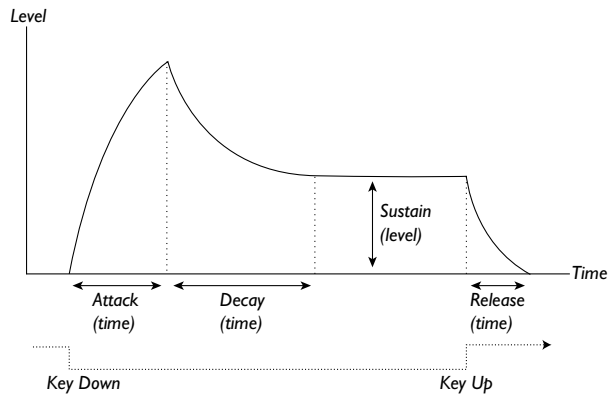 Level
Sustain
(level)
Time
Attack
(time)
Decay
(time)
Release
(time)
Key Down
Key Up